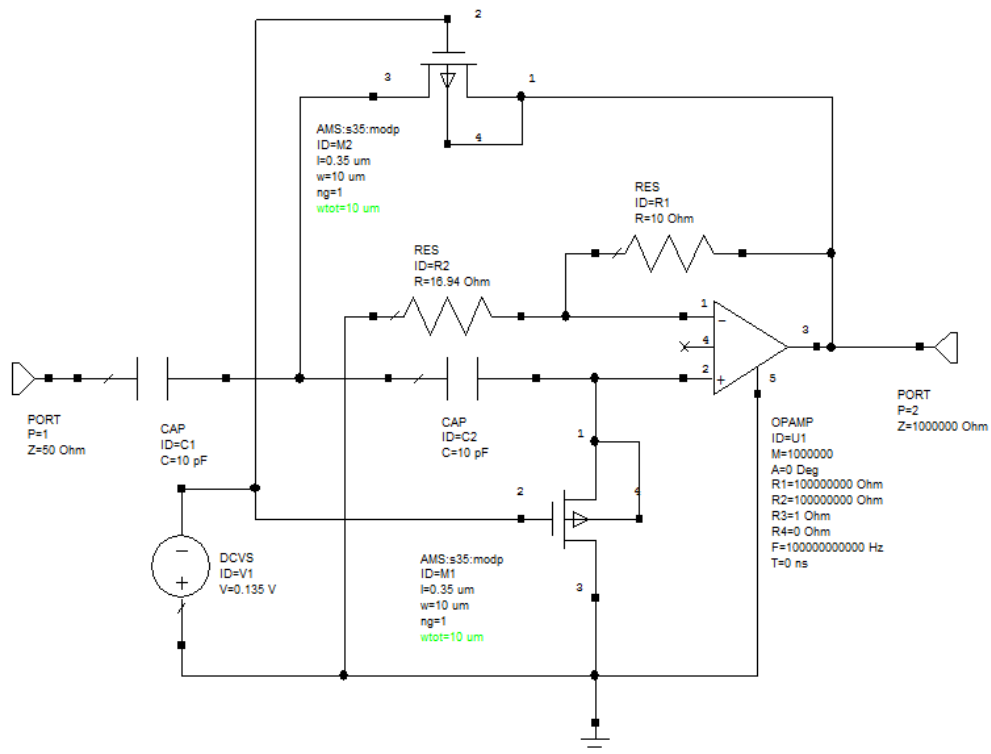 2
3
1
4
AMS:s35:modp
ID=M2
l=0.35 um
w=10 um
ng=1
wtot=10 um
RES
ID=R1
R=10 Ohm
RES
ID=R2
R=16.94 Ohm
1
−
4
3
2
+
5
PORT
P=1
Z=50 Ohm
CAP
ID=C1
C=10 pF
CAP
ID=C2
C=10 pF
PORT
P=2
Z=1000000 Ohm
OPAMP
ID=U1
M=1000000
A=0 Deg
R1=100000000 Ohm
R2=100000000 Ohm
R3=1 Ohm
R4=0 Ohm
F=100000000000 Hz
T=0 ns
1
2
4
3
−
+
DCVS
ID=V1
V=0.135 V
AMS:s35:modp
ID=M1
l=0.35 um
w=10 um
ng=1
wtot=10 um